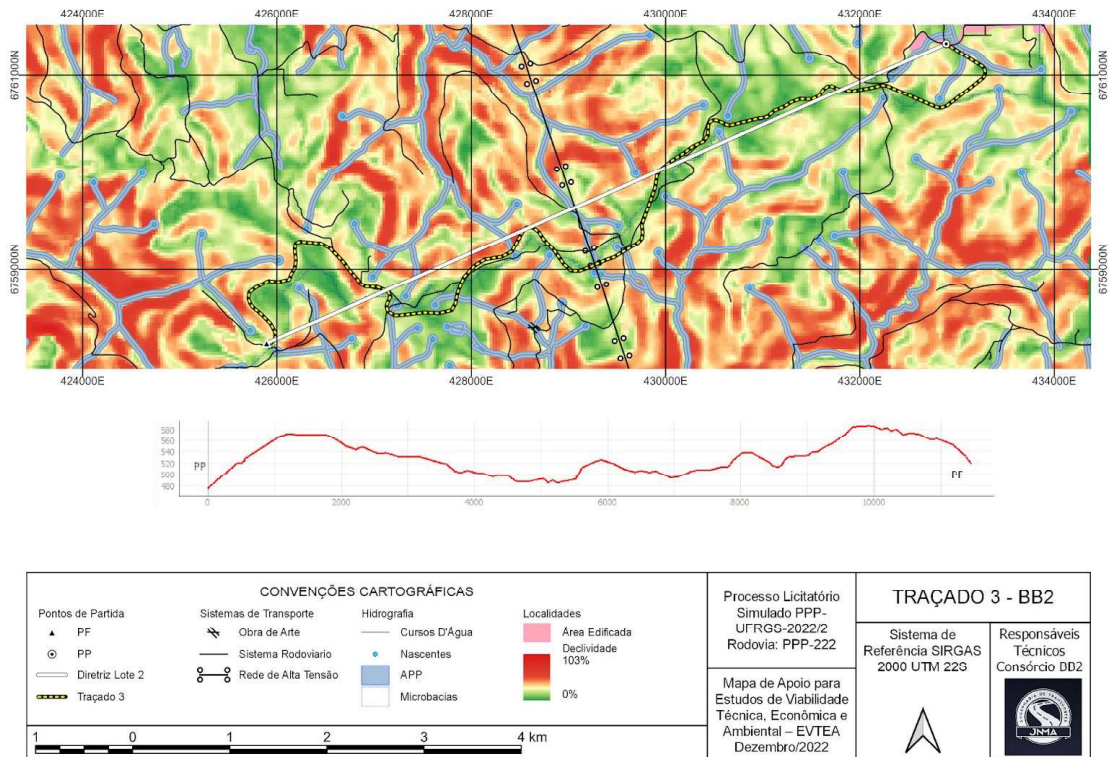 424000E 426000E 428000E 430000E 432000E 434000E
6761000N 6761000N
6759000N 6759000N
424000E 426000E 428000E 430000E 432000E 434000E
580
560
540
520
500
480
PP
PF
0 2000 4000 6000 8000 10000
CONVENÇÕES CARTOGRÁFICAS
Pontos de Partida
PF
PP
Diretriz Lote 2
Traçado 3
Sistemas de Transporte
Obra de Arte
Sistema Rodoviario
Rede de Alta Tensão
Hidrografia
Cursos D'Água
Nascentes
APP
Microbacias
Localidades
Área Edificada
Declividade
103%
0%
1 0 1 2 3 4 km
Processo Licitatório
Simulado PPP-
UFRGS-2022/2
Rodovia: PPP-222
Mapa de Apoio para
Estudos de Viabilidade
Técnica, Econômica e
Ambiental – EVTEA
Dezembro/2022
TRAÇADO 3 - BB2
Sistema de
Referência SIRGAS
2000 UTM 22S
Responsáveis
Técnicos
Consórcio BB2
JNMA